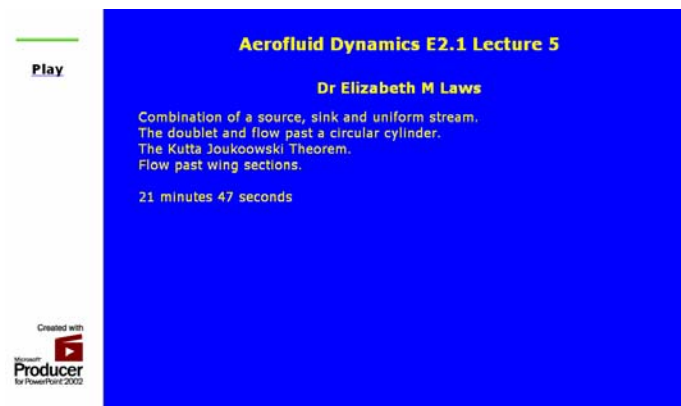 Play
Aerofluid Dynamics E2.1 Lecture 5
Dr Elizabeth M Laws
Combination of a source, sink and uniform stream.
The doublet and flow past a circular cylinder.
The Kutta Joukoowski Theorem.
Flow past wing sections.
21 minutes 47 seconds
Created with
Microsoft
Producer
for PowerPoint 2002